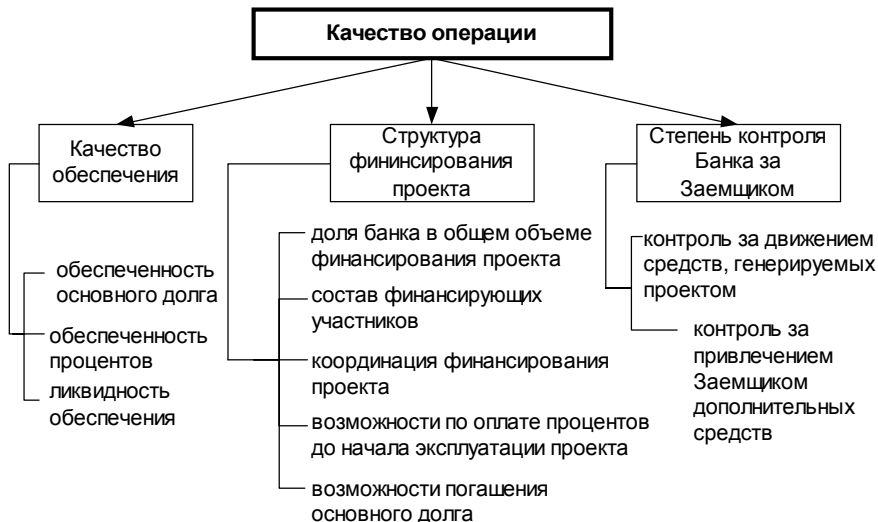 Качество операции
Качество
обеспечения
обеспеченность
основного долга
обеспеченность
процентов
ликвидность
обеспечения
Структура
фининсирования
проекта
доля банка в общем объеме
финансирования проекта
состав финансирующих
участников
координация финансирования
проекта
возможности по оплате процентов
до начала эксплуатации проекта
возможности погашения
основного долга
Степень контроля
Банка за
Заемщиком
контроль за движением
средств, генерируемых
проектом
контроль за
привлечением
Заемщиком
дополнительных
средств